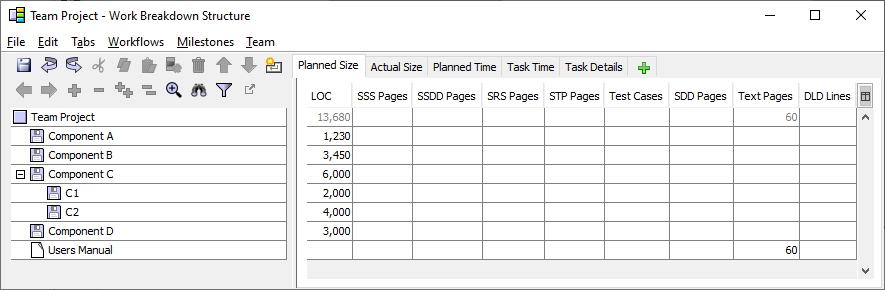 Team Project - Work Breakdown Structure
File Edit Tabs Workflows Milestones Team
Planned Size Actual Size Planned Time Task Time Task Details
LOC SSS Pages SSDD Pages SRS Pages STP Pages Test Cases SDD Pages Text Pages DLD Lines
Team Project 13,680 60
Component A 1,230
Component B 3,450
Component C 6,000
C1 2,000
C2 4,000
Component D 3,000
Users Manual 60